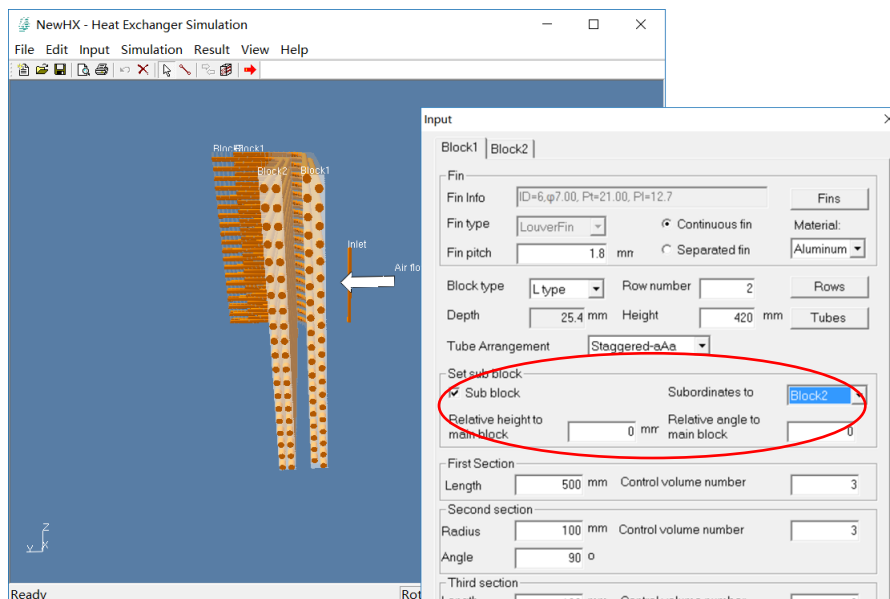 NewHX - Heat Exchanger Simulation
File Edit Input Simulation Result View Help
Block1
Block2 Block1
Inlet
Air flo
Z
Y X
Ready
Rot
Input
Block1 Block2
Fin
Fin Info ID=6,φ7.00, Pt=21.00, Pl=12.7 Fins
Fin type LouverFin Continuous fin Material:
Fin pitch 1.8 mm Separated fin Aluminum
Block type L type Row number 2 Rows
Depth 25.4 mm Height 420 mm Tubes
Tube Arrangement Staggered-aAa
Set sub block
Sub block Subordinates to Block2
Relative height to main block 0 mm Relative angle to main block 0
First Section
Length 500 mm Control volume number 3
Second section
Radius 100 mm Control volume number 3
Angle 90 o
Third section